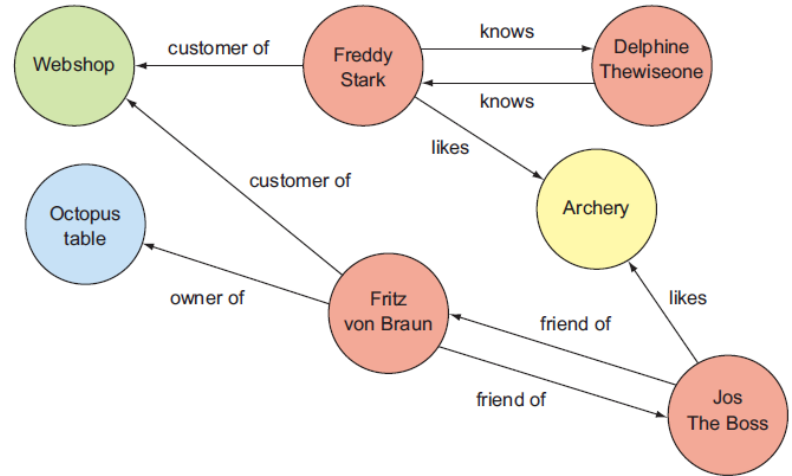 Webshop
customer of
Freddy
Stark
knows
knows
Delphine
Thewiseone
likes
customer of
Archery
Octopus
table
owner of
Fritz
von Braun
friend of
friend of
likes
Jos
The Boss